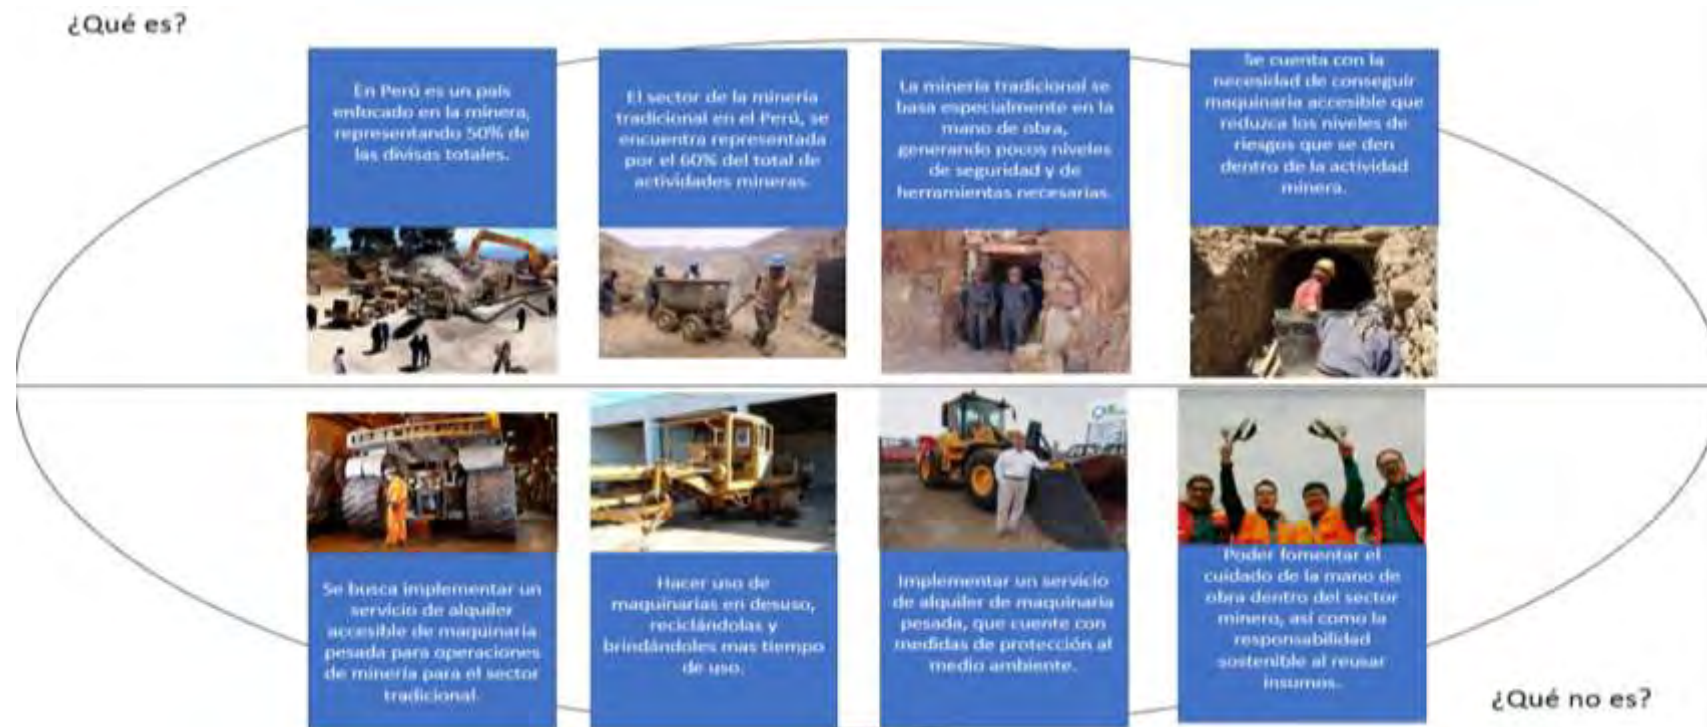 ¿Qué es?
En Perú es un país
enfocado en la minera,
representando 50% de
las divisas totales.
El sector de la minería
tradicional en el Perú, se
encuentra representada
por el 60% del total de
actividades mineras.
La minería tradicional se
basa especialmente en la
mano de obra,
generando pocos niveles
de seguridad y de
herramientas necesarias.
Se cuenta con la
necesidad de conseguir
maquinaria accesible que
reduzca los niveles de
riesgos que se den
dentro de la actividad
minera.
Se busca implementar un
servicio de alquiler
accesible de maquinaria
pesada para operaciones
de minería para el sector
tradicional.
Hacer uso de
maquinarias en desuso,
reciclándolas y
brindándoles mas tiempo
de uso.
Implementar un servicio
de alquiler de maquinaria
pesada, que cuente con
medidas de protección al
medio ambiente.
Poder fomentar el
cuidado de la mano de
obra dentro del sector
minero, así como la
responsabilidad
sostenible al reusar
insumos.
¿Qué no es?